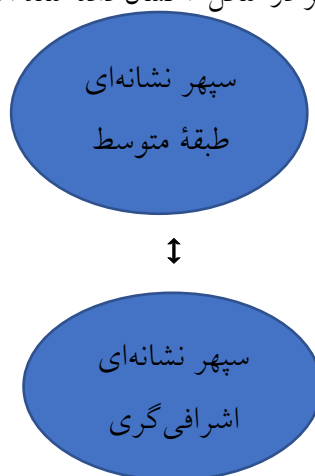 سپهر نشانه‌ای
طبقهٔ متوسط
↕
سپهر نشانه‌ای
اشرافی‌گری